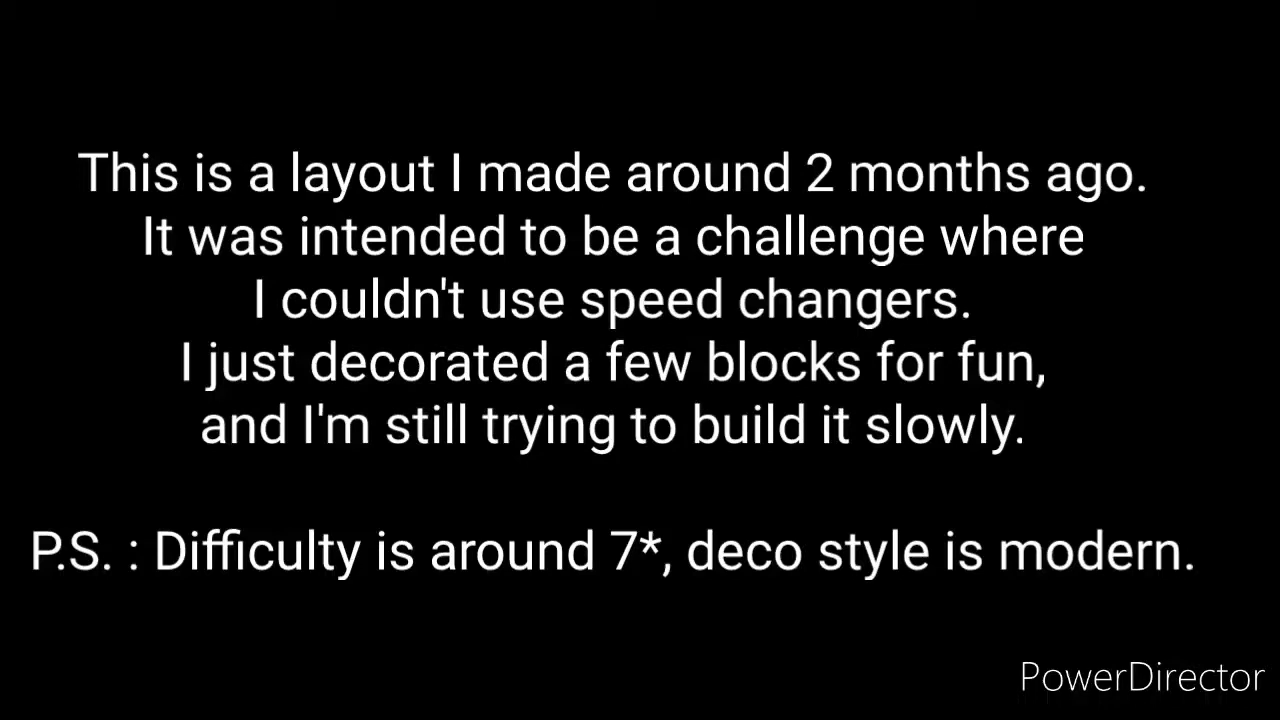 This is a layout I made around 2 months ago.
It was intended to be a challenge where
I couldn't use speed changers.
I just decorated a few blocks for fun,
and I'm still trying to build it slowly.
P.S. : Difficulty is around 7*, deco style is modern.
PowerDirector